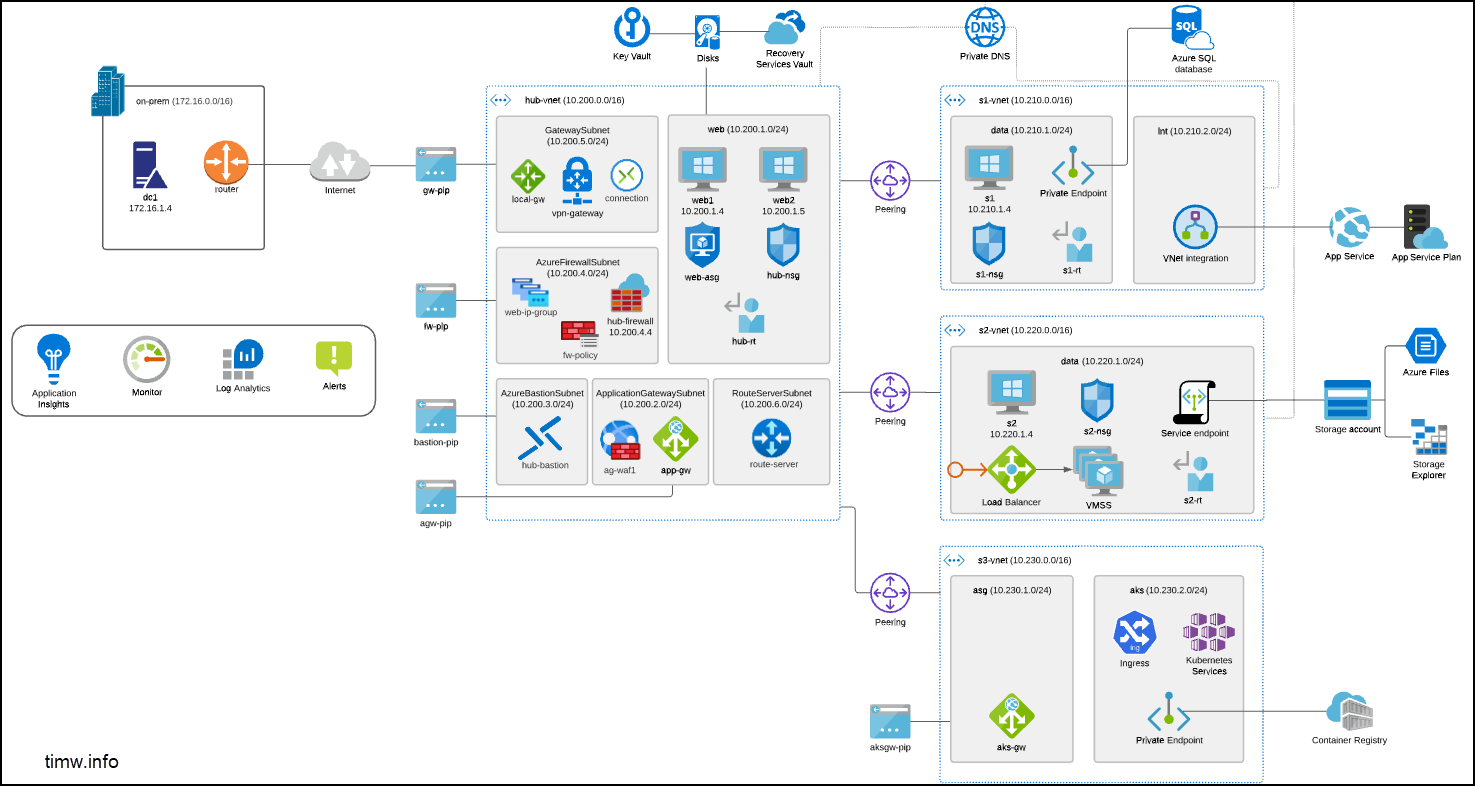 Key Vault
Disks
Recovery
Services Vault
DNS
Private DNS
SQL
Azure SQL
database
on-prem (172.16.0.0/16)
dc1
172.16.1.4
router
Internet
gw-pip
hub-vnet (10.200.0.0/16)
GatewaySubnet
(10.200.5.0/24)
local-gw
vpn-gateway
connection
web (10.200.1.0/24)
web1
10.200.1.4
web2
10.200.1.5
web-asg
hub-nsg
hub-rt
AzureFirewallSubnet
(10.200.4.0/24)
web-ip-group
hub-firewall
10.200.4.4
fw-policy
fw-pip
AzureBastionSubnet
(10.200.3.0/24)
hub-bastion
bastion-pip
ApplicationGatewaySubnet
(10.200.2.0/24)
ag-waf1
app-gw
agw-pip
RouteServerSubnet
(10.200.6.0/24)
route-server
Application
Insights
Monitor
Log Analytics
Alerts
Peering
s1-vnet (10.210.0.0/16)
data (10.210.1.0/24)
s1
10.210.1.4
Private Endpoint
s1-nsg
s1-rt
Int (10.210.2.0/24)
VNet integration
App Service
App Service Plan
Peering
s2-vnet (10.220.0.0/16)
data (10.220.1.0/24)
s2
10.220.1.4
s2-nsg
Service endpoint
Load Balancer
VMSS
s2-rt
Storage account
Azure Files
Storage
Explorer
Peering
s3-vnet (10.230.0.0/16)
asg (10.230.1.0/24)
aks-gw
aksgw-pip
aks (10.230.2.0/24)
ing
Ingress
Kubernetes
Services
Private Endpoint
Container Registry
timw.info